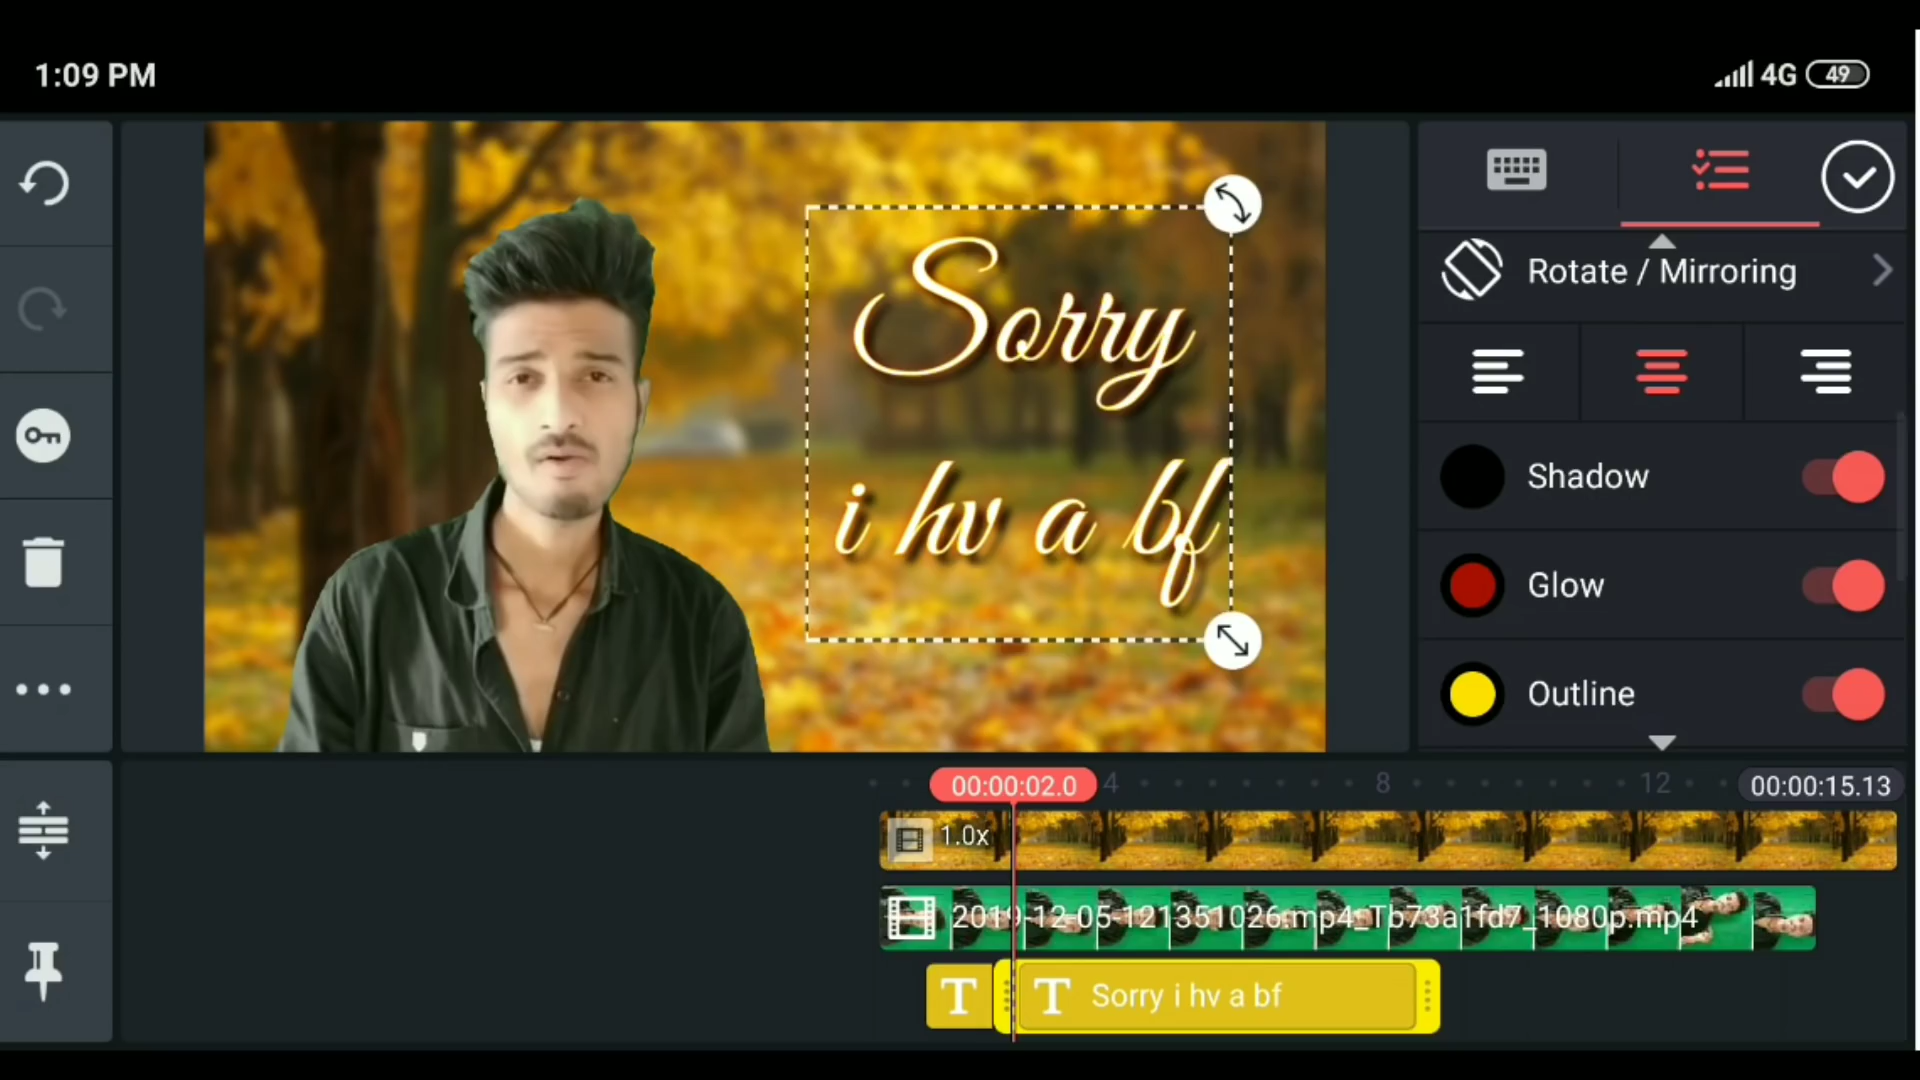 1:09 PM
4G 49
Rotate / Mirroring
Sorry
i hv a bf
Shadow
Glow
Outline
00:00:02.0 4 8 12 00:00:15.13
1.0x
2019-12-05-121351026.mp4_Tb73a1fd7_1080p.mp4
T T Sorry i hv a bf